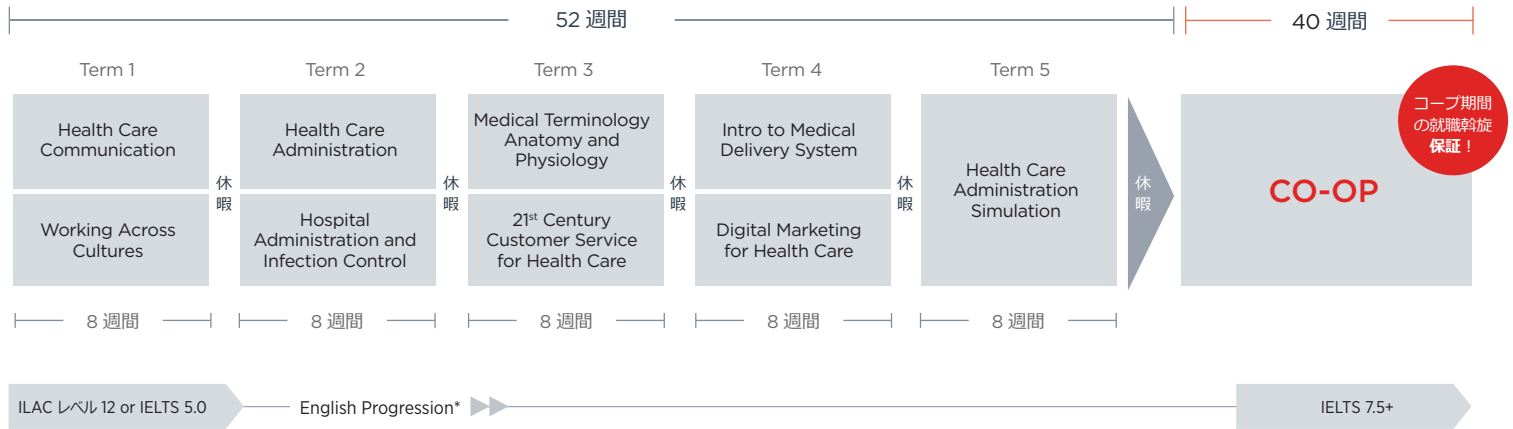 52 週間
40 週間
Term 1
Term 2
Term 3
Term 4
Term 5
Health Care
Communication
Working Across
Cultures
休
暇
Health Care
Administration
Hospital
Administration and
Infection Control
休
暇
Medical Terminology
Anatomy and
Physiology
21st Century
Customer Service
for Health Care
休
暇
Intro to Medical
Delivery System
Digital Marketing
for Health Care
休
暇
Health Care
Administration
Simulation
休
暇
CO-OP
コープ期間
の就職斡旋
保証！
8 週間
8 週間
8 週間
8 週間
8 週間
ILAC レベル 12 or IELTS 5.0
English Progression*
IELTS 7.5+